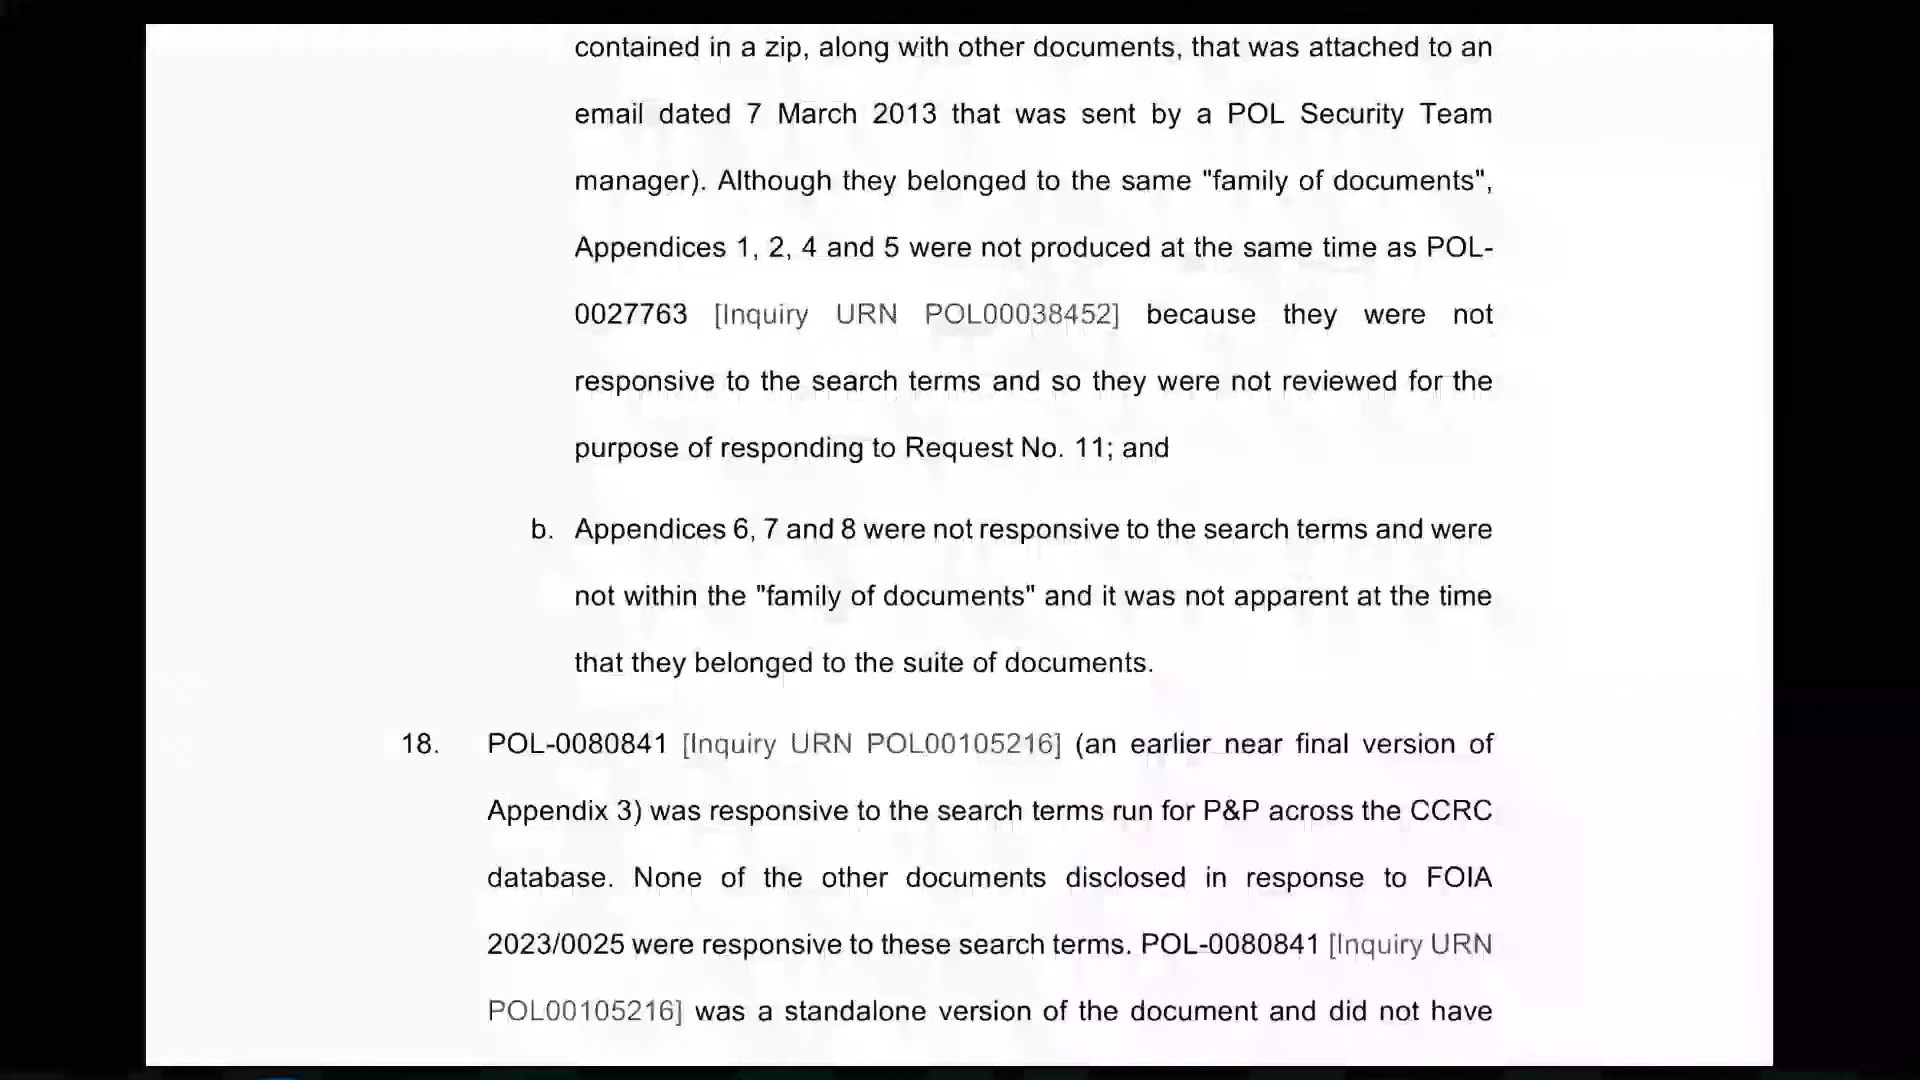 contained in a zip, along with other documents, that was attached to an
email dated 7 March 2013 that was sent by a POL Security Team
manager). Although they belonged to the same "family of documents",
Appendices 1, 2, 4 and 5 were not produced at the same time as POL-
0027763 [Inquiry URN POL00038452] because they were not
responsive to the search terms and so they were not reviewed for the
purpose of responding to Request No. 11; and
b. Appendices 6, 7 and 8 were not responsive to the search terms and were
not within the "family of documents" and it was not apparent at the time
that they belonged to the suite of documents.
18. POL-0080841 [Inquiry URN POL00105216] (an earlier near final version of
Appendix 3) was responsive to the search terms run for P&P across the CCRC
database. None of the other documents disclosed in response to FOIA
2023/0025 were responsive to these search terms. POL-0080841 [Inquiry URN
POL00105216] was a standalone version of the document and did not have